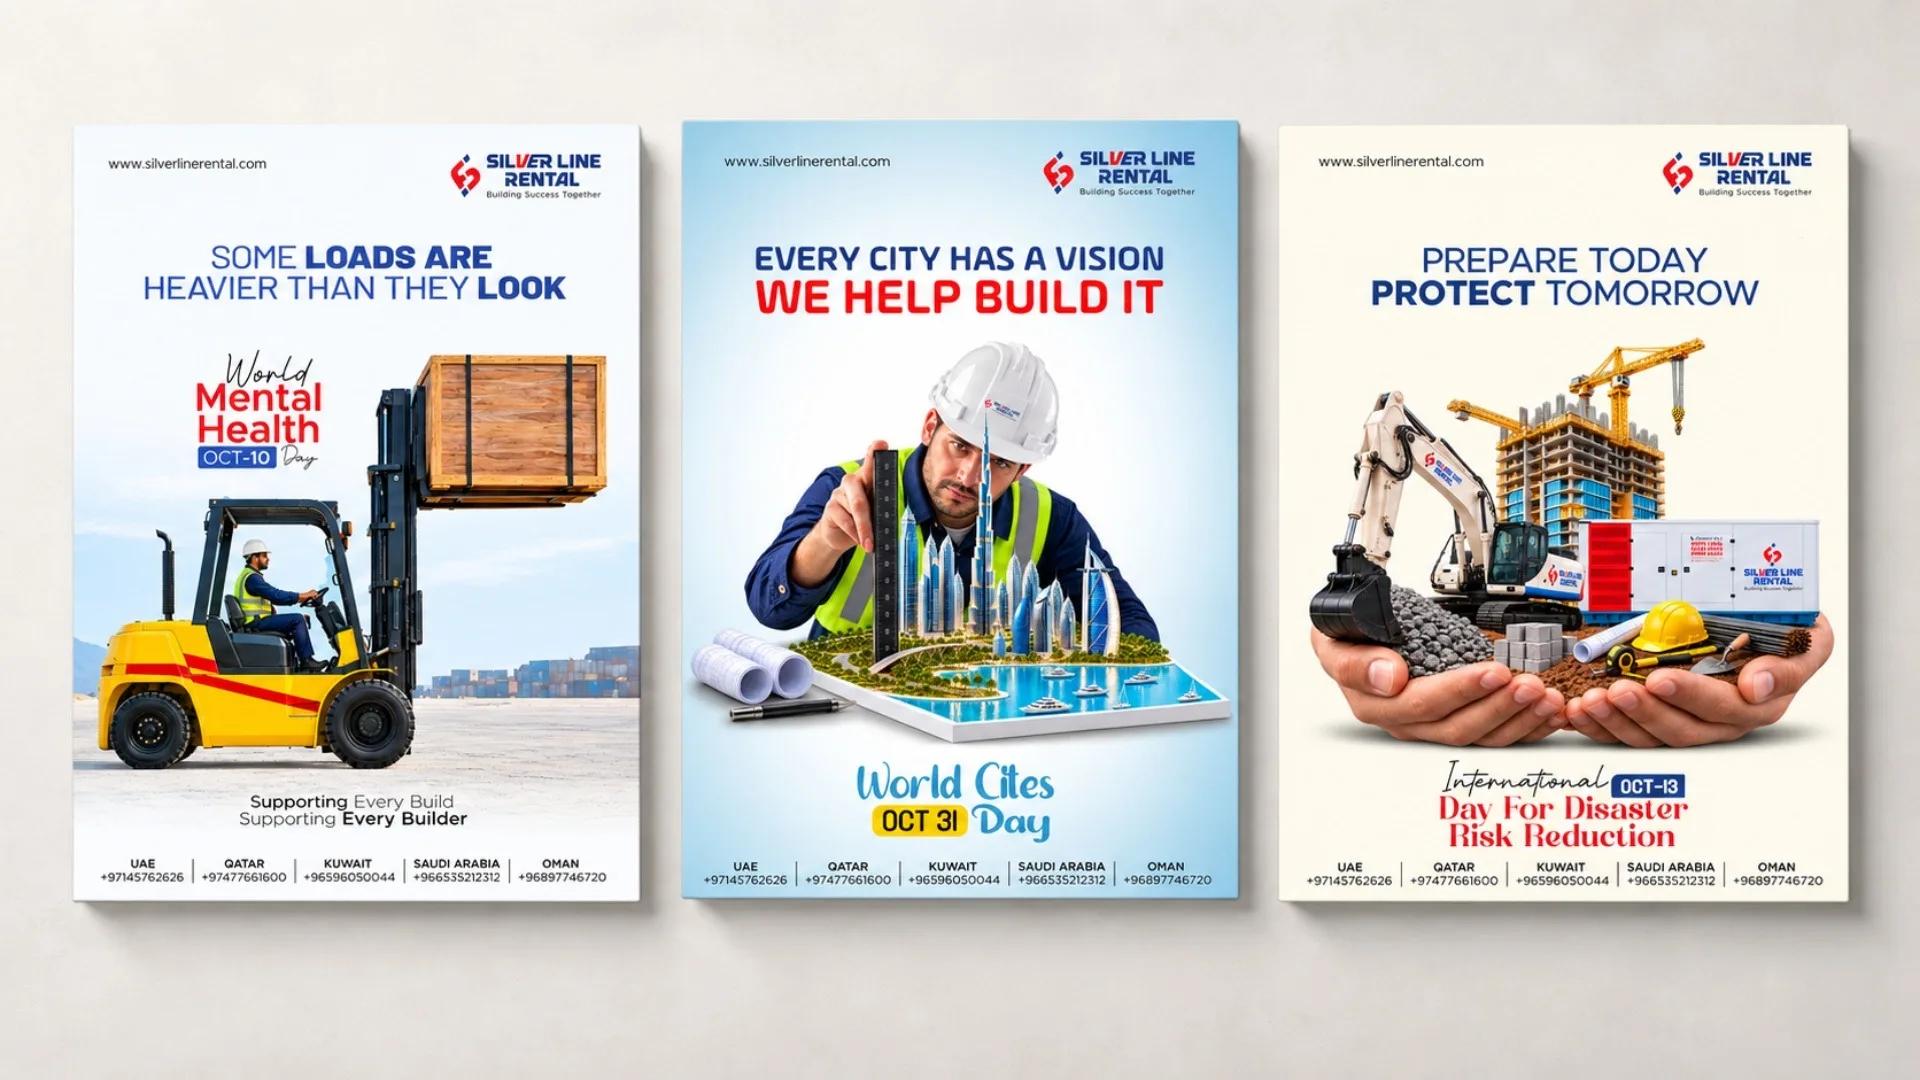 www.silverlinerental.com
SILVER LINE
RENTAL
Building Success Together
SOME LOADS ARE
HEAVIER THAN THEY LOOK
World
Mental
Health
OCT-10 Day
Supporting Every Build
Supporting Every Builder
UAE QATAR KUWAIT SAUDI ARABIA OMAN
+97145762626 +97477661600 +96596050044 +966535212312 +96897746720
www.silverlinerental.com
SILVER LINE
RENTAL
Building Success Together
EVERY CITY HAS A VISION
WE HELP BUILD IT
World Cites
OCT 31 Day
UAE QATAR KUWAIT SAUDI ARABIA OMAN
+97145762626 +97477661600 +96596050044 +966535212312 +96897746720
www.silverlinerental.com
SILVER LINE
RENTAL
Building Success Together
PREPARE TODAY
PROTECT TOMORROW
SILVER LINE
RENTAL
Building Success Together
International OCT-13
Day For Disaster
Risk Reduction
UAE QATAR KUWAIT SAUDI ARABIA OMAN
+97145762626 +97477661600 +96596050044 +966535212312 +96897746720